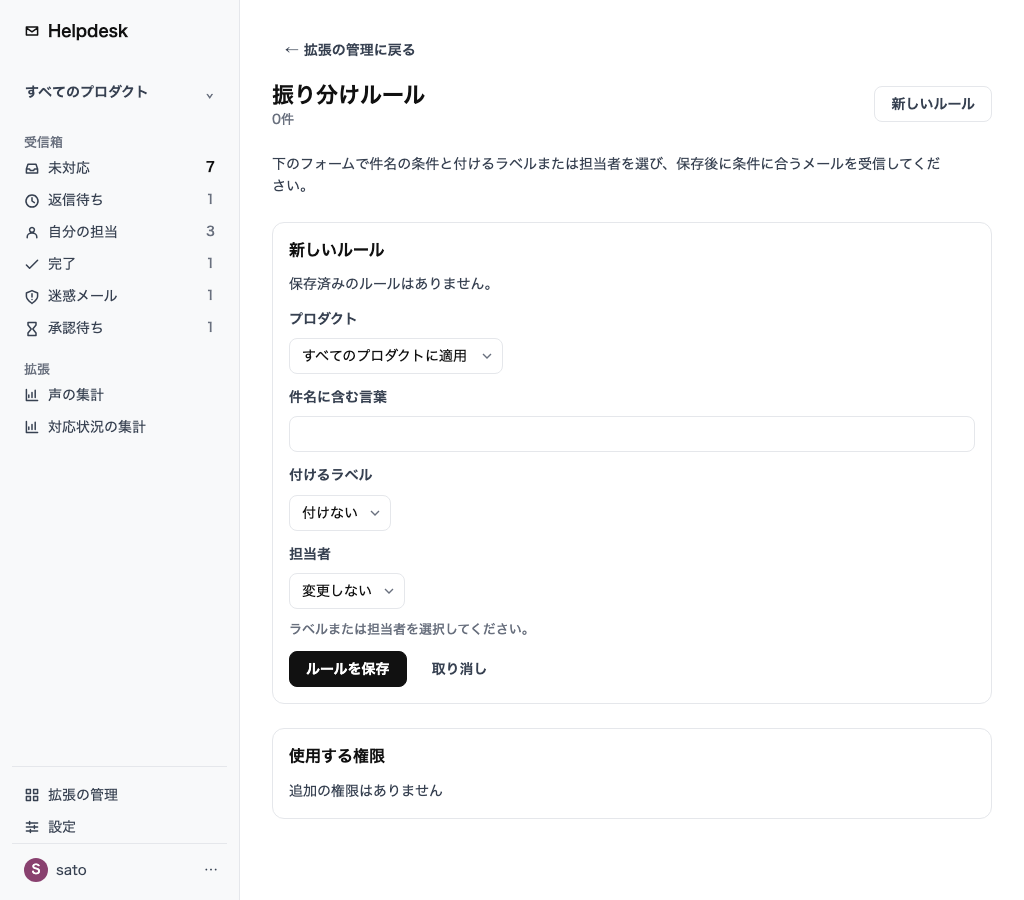 Helpdesk
すべてのプロダクト
受信箱
未対応 7
返信待ち 1
自分の担当 3
完了 1
迷惑メール 1
承認待ち 1
拡張
声の集計
対応状況の集計
拡張の管理
設定
S sato ...
← 拡張の管理に戻る
振り分けルール
0件
新しいルール
下のフォームで件名の条件と付けるラベルまたは担当者を選び、保存後に条件に合うメールを受信してくだ
さい。
新しいルール
保存済みのルールはありません。
プロダクト
すべてのプロダクトに適用
件名に含む言葉
付けるラベル
付けない
担当者
変更しない
ラベルまたは担当者を選択してください。
ルールを保存 取り消し
使用する権限
追加の権限はありません